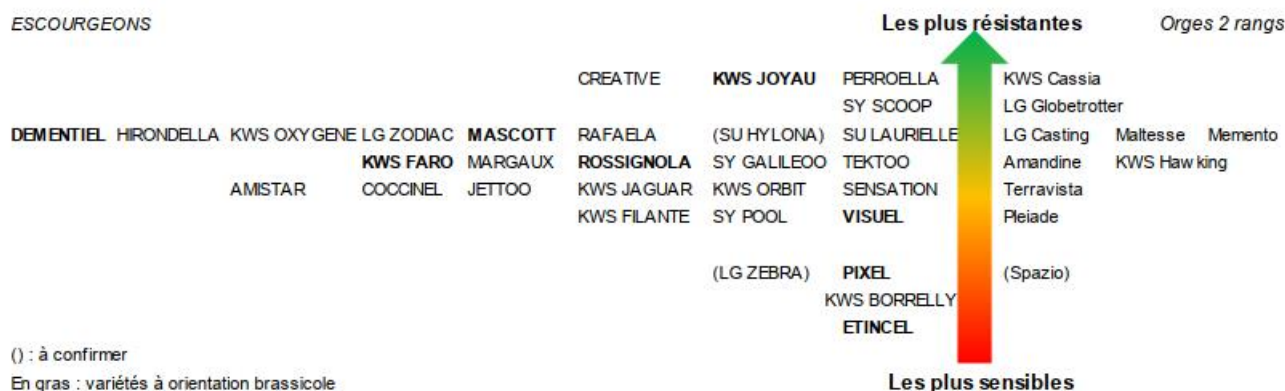 ESCOURGEONS Les plus résistantes Orges 2 rangs
CREATIVE KWS JOYAU PERROELLA KWS Cassia
SY SCOOP LG Globetrotter
DEMENTIEL HIRONDELLA KWS OXYGENE LG ZODIAC MASCOTT RAFAELA (SU HYLONA) SU LAURIELLE LG Casting Maltesse Memento
KWS FARO MARGAUX ROSSIGNOLA SY GALILEOO TEKTOO Amandine KWS Hawking
AMISTAR COCCINEL JETTOO KWS JAGUAR KWS ORBIT SENSATION Terravista
KWS FILANTE SY POOL VISUEL Pleiade
(LG ZEBRA) PIXEL (Spazio)
KWS BORRELLY
ETINCEL
() : à confirmer
En gras : variétés à orientation brassicole Les plus sensibles